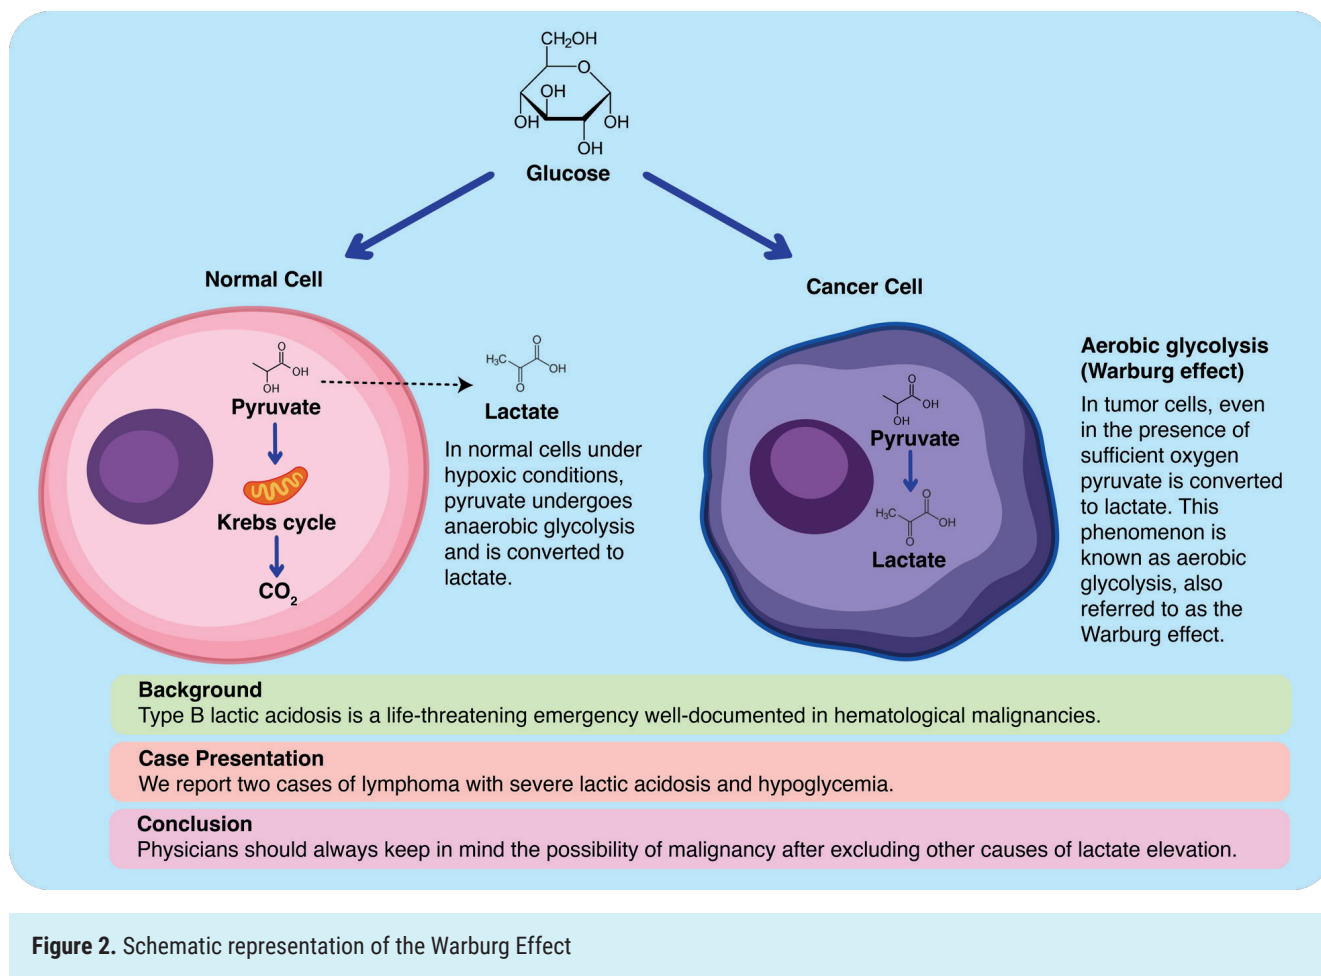 CH2OH
O
OH
OH
OH
OH
Glucose
Normal Cell
O
OH
OH
Pyruvate
Krebs cycle
CO2
O
H3C
OH
O
Lactate
In normal cells under
hypoxic conditions,
pyruvate undergoes
anaerobic glycolysis
and is converted to
lactate.
Cancer Cell
O
OH
OH
Pyruvate
O
H3C
OH
O
Lactate
Aerobic glycolysis
(Warburg effect)
In tumor cells, even
in the presence of
sufficient oxygen
pyruvate is converted
to lactate. This
phenomenon is
known as aerobic
glycolysis, also
referred to as the
Warburg effect.
Background
Type B lactic acidosis is a life-threatening emergency well-documented in hematological malignancies.
Case Presentation
We report two cases of lymphoma with severe lactic acidosis and hypoglycemia.
Conclusion
Physicians should always keep in mind the possibility of malignancy after excluding other causes of lactate elevation.
Figure 2. Schematic representation of the Warburg Effect